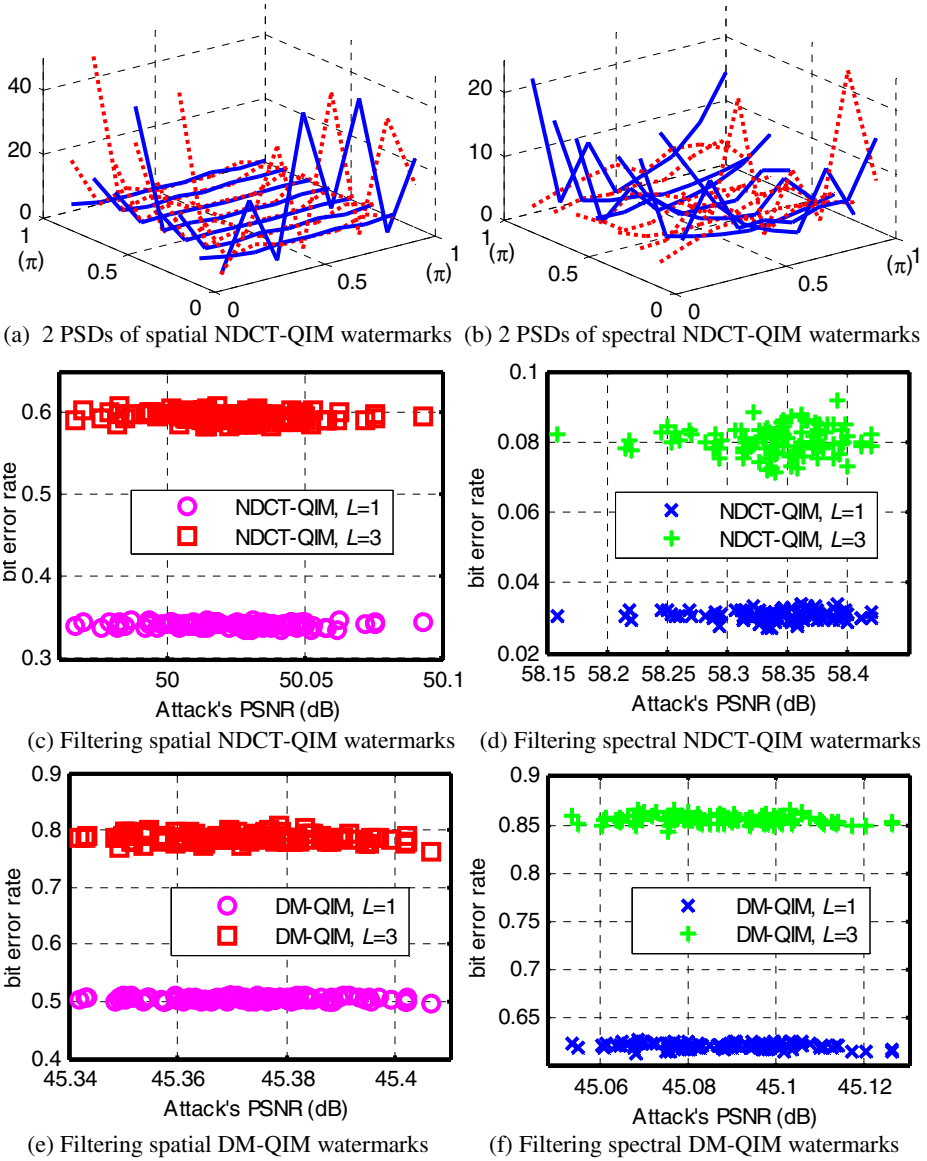 40
20
0
1
(π)
0.5
0
0
0.5
1
(π)
20
10
0
1
(π)
0.5
0
0
0.5
1
(π)
(a) 2 PSDs of spatial NDCT-QIM watermarks
(b) 2 PSDs of spectral NDCT-QIM watermarks
0.6
0.5
0.4
0.3
bit error rate
NDCT-QIM, L=1
NDCT-QIM, L=3
50
50.05
50.1
Attack's PSNR (dB)
(c) Filtering spatial NDCT-QIM watermarks
0.1
0.08
0.06
0.04
0.02
bit error rate
NDCT-QIM, L=1
NDCT-QIM, L=3
58.15
58.2
58.25
58.3
58.35
58.4
Attack's PSNR (dB)
(d) Filtering spectral NDCT-QIM watermarks
0.9
0.8
0.7
0.6
0.5
0.4
bit error rate
DM-QIM, L=1
DM-QIM, L=3
45.34
45.36
45.38
45.4
Attack's PSNR (dB)
(e) Filtering spatial DM-QIM watermarks
0.9
0.85
0.8
0.75
0.7
0.65
bit error rate
DM-QIM, L=1
DM-QIM, L=3
45.06
45.08
45.1
45.12
Attack's PSNR (dB)
(f) Filtering spectral DM-QIM watermarks